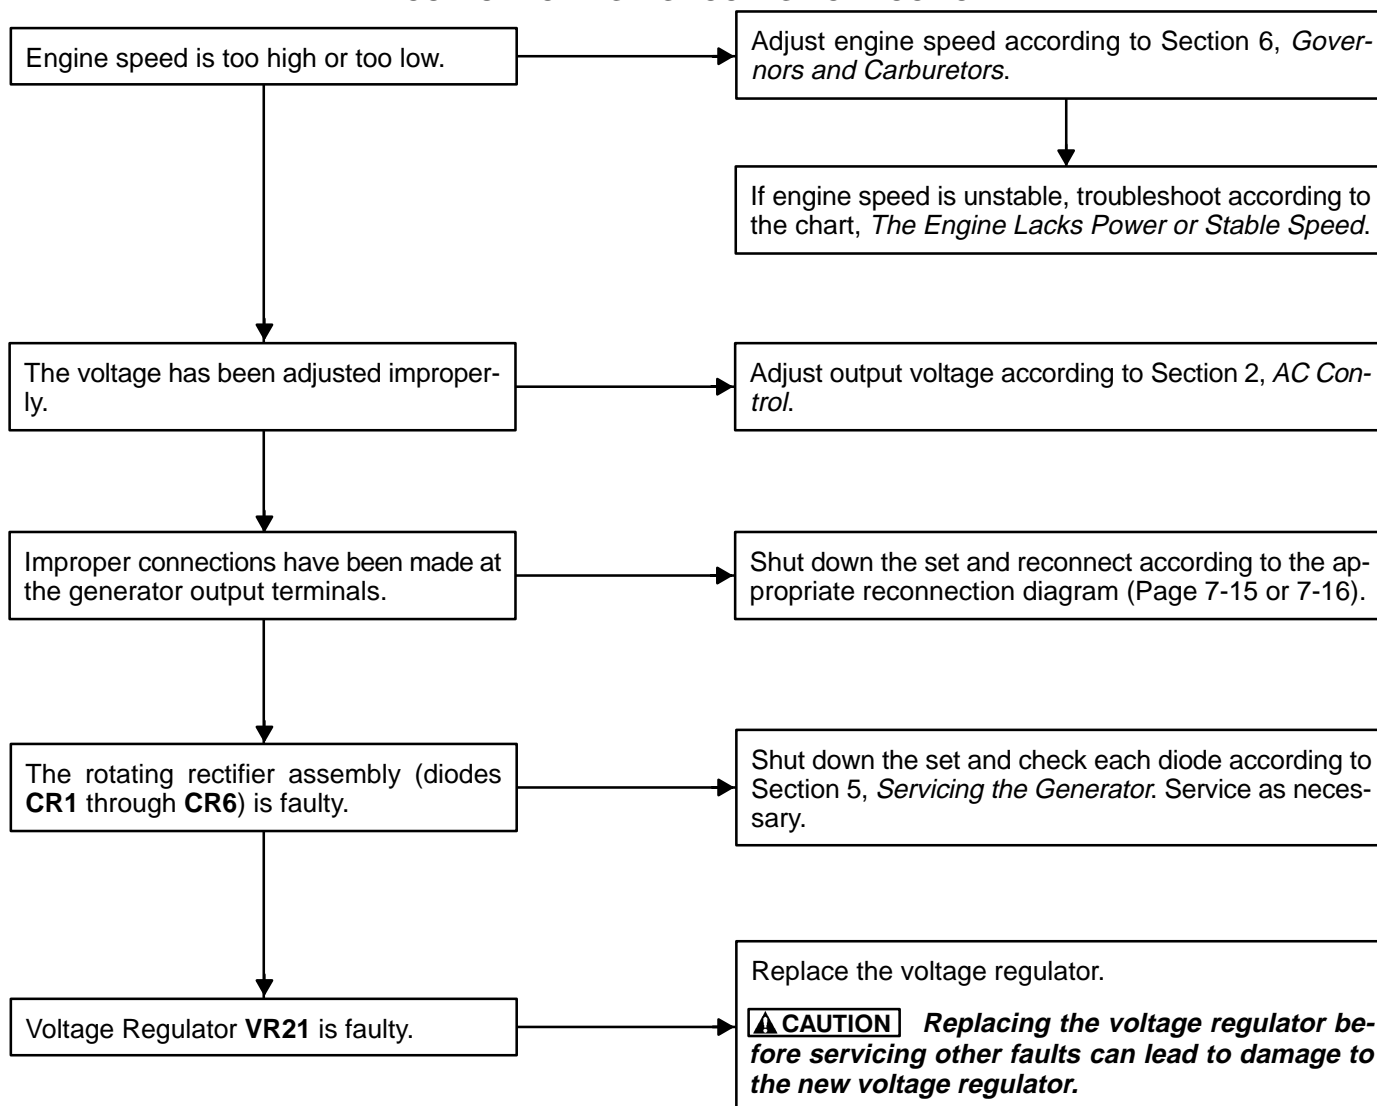 Engine speed is too high or too low.
Adjust engine speed according to Section 6, Gover-
nors and Carburetors.
If engine speed is unstable, troubleshoot according to
the chart, The Engine Lacks Power or Stable Speed.
The voltage has been adjusted improper-
ly.
Adjust output voltage according to Section 2, AC Con-
trol.
Improper connections have been made at
the generator output terminals.
Shut down the set and reconnect according to the ap-
propriate reconnection diagram (Page 7-15 or 7-16).
The rotating rectifier assembly (diodes
CR1 through CR6) is faulty.
Shut down the set and check each diode according to
Section 5, Servicing the Generator. Service as neces-
sary.
Voltage Regulator VR21 is faulty.
Replace the voltage regulator.
CAUTION Replacing the voltage regulator be-
fore servicing other faults can lead to damage to
the new voltage regulator.